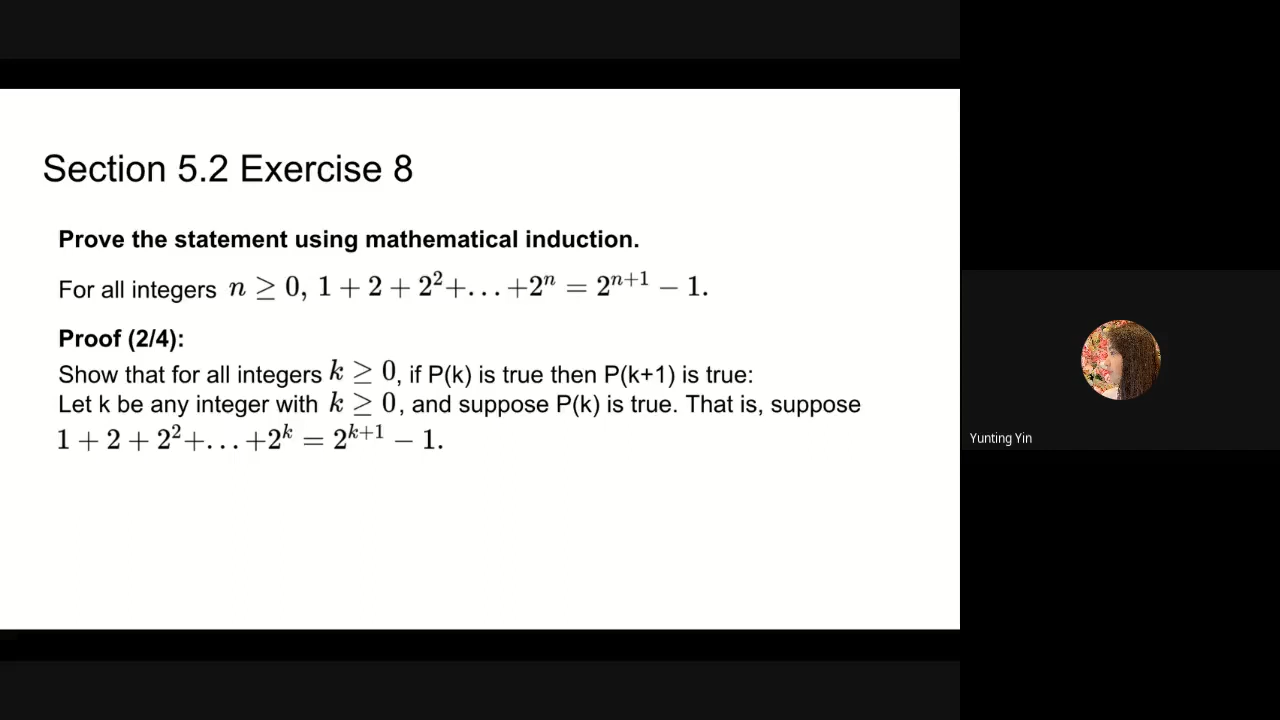 Section 5.2 Exercise 8
Prove the statement using mathematical induction.
For all integers n ≥ 0, 1 + 2 + 2² + . . . + 2ⁿ = 2ⁿ⁺¹ − 1.
Proof (2/4):
Show that for all integers k ≥ 0, if P(k) is true then P(k+1) is true:
Let k be any integer with k ≥ 0, and suppose P(k) is true. That is, suppose
1 + 2 + 2² + . . . + 2ᵏ = 2ᵏ⁺¹ − 1.
Yunting Yin